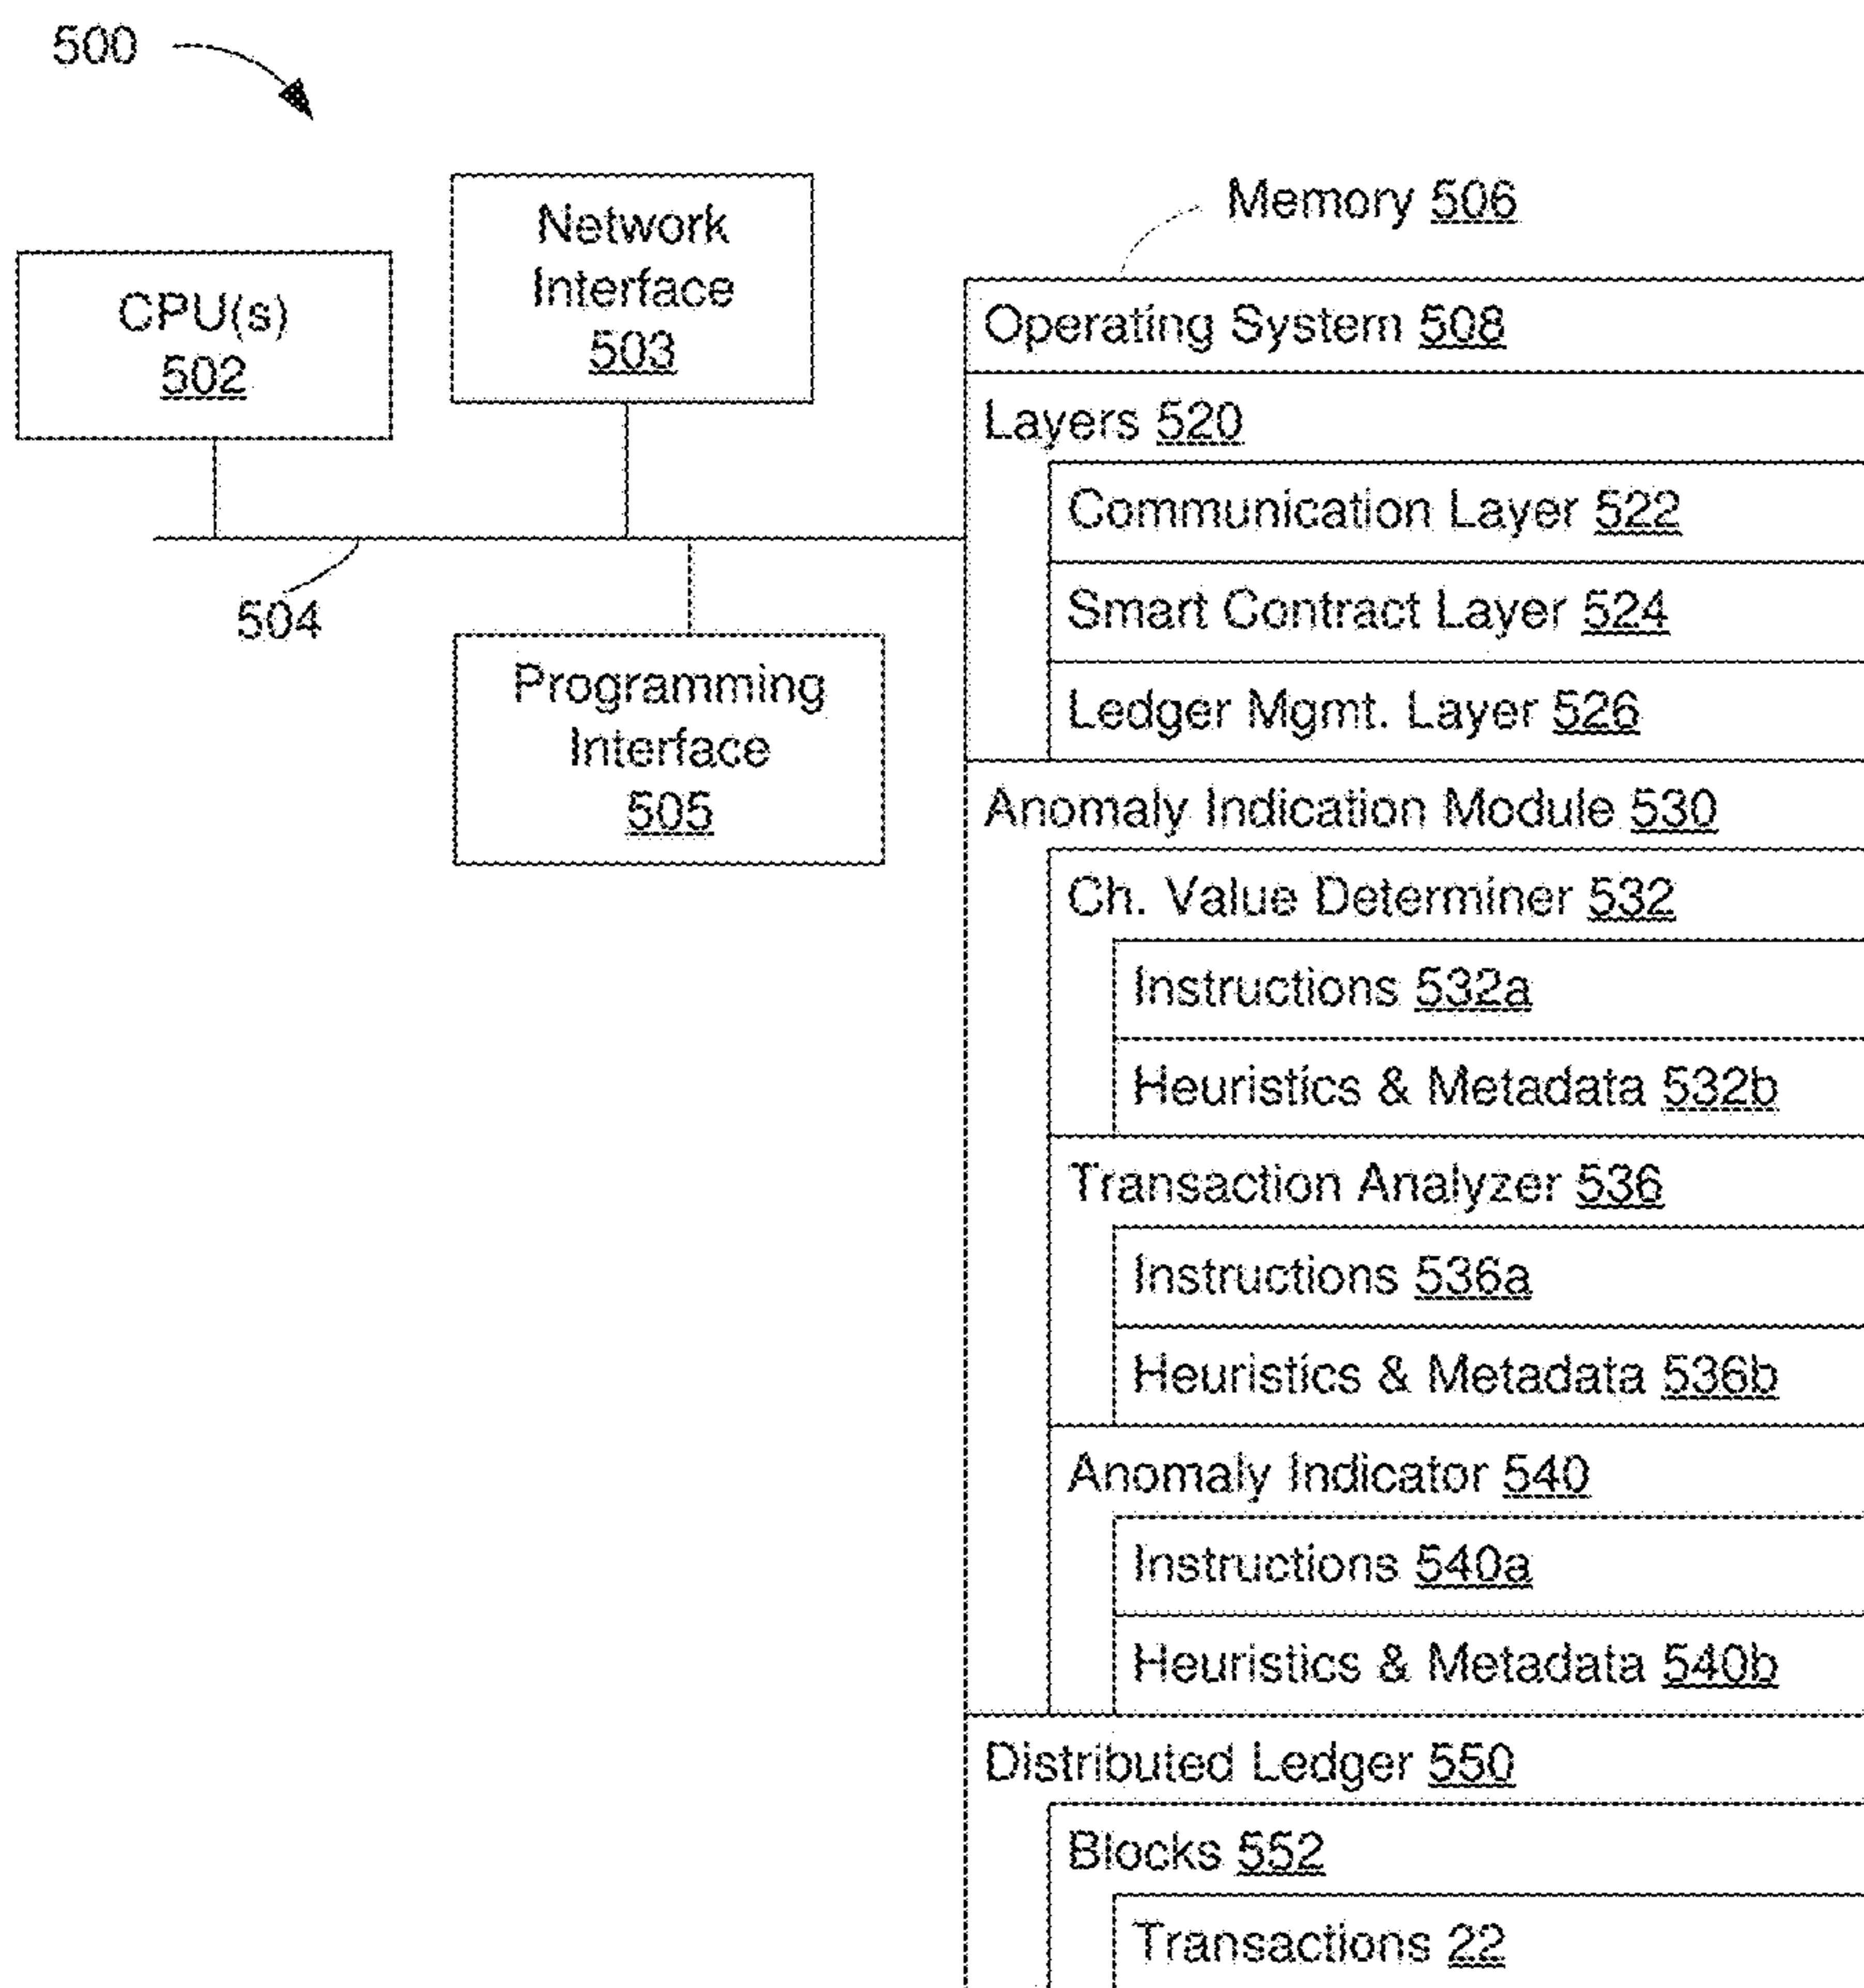 500
CPU(s)
502
Network
Interface
503
504
Programming
Interface
505
Memory 506
Operating System 508
Layers 520
Communication Layer 522
Smart Contract Layer 524
Ledger Mgmt. Layer 526
Anomaly Indication Module 530
Ch. Value Determiner 532
Instructions 532a
Heuristics & Metadata 532b
Transaction Analyzer 536
Instructions 536a
Heuristics & Metadata 536b
Anomaly Indicator 540
Instructions 540a
Heuristics & Metadata 540b
Distributed Ledger 550
Blocks 552
Transactions 22